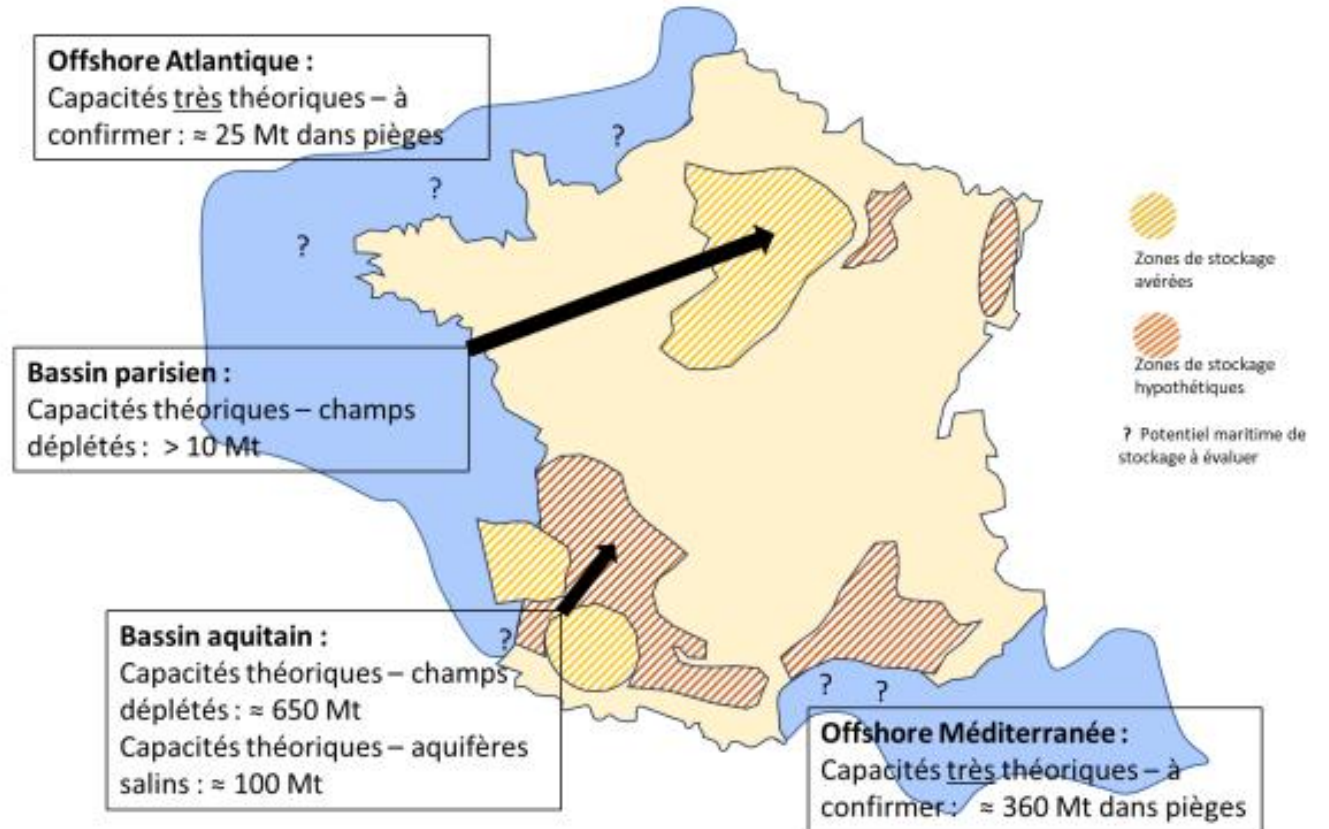 Offshore Atlantique :
Capacités très théoriques – à
confirmer : ≈ 25 Mt dans pièges
?
?
?
Zones de stockage
avérées
Bassin parisien :
Capacités théoriques – champs
déplétés : > 10 Mt
Zones de stockage
hypothétiques
? Potentiel maritime de
stockage à évaluer
Bassin aquitain :
Capacités théoriques – champs
déplétés : ≈ 650 Mt
Capacités théoriques – aquifères
salins : ≈ 100 Mt
?
?
?
Offshore Méditerranée :
Capacités très théoriques – à
confirmer : ≈ 360 Mt dans pièges